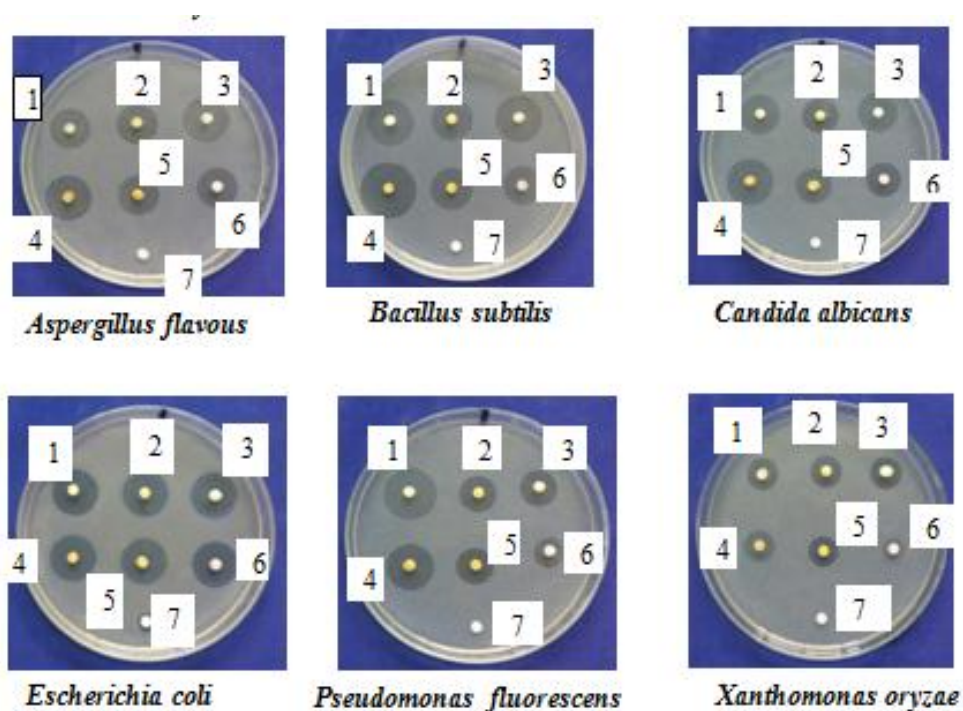 1 2 3
5
4 6
7
Aspergillus flavous
1 2 3
5 6
4 7
Bacillus subtilis
1 2 3
5
4 6
7
Candida albicans
1 2 3
4 6
5 7
Escherichia coli
1 2 3
5 6
4
7
Pseudomonas fluorescens
1 2 3
4 5 6
7
Xanthomonas oryzae